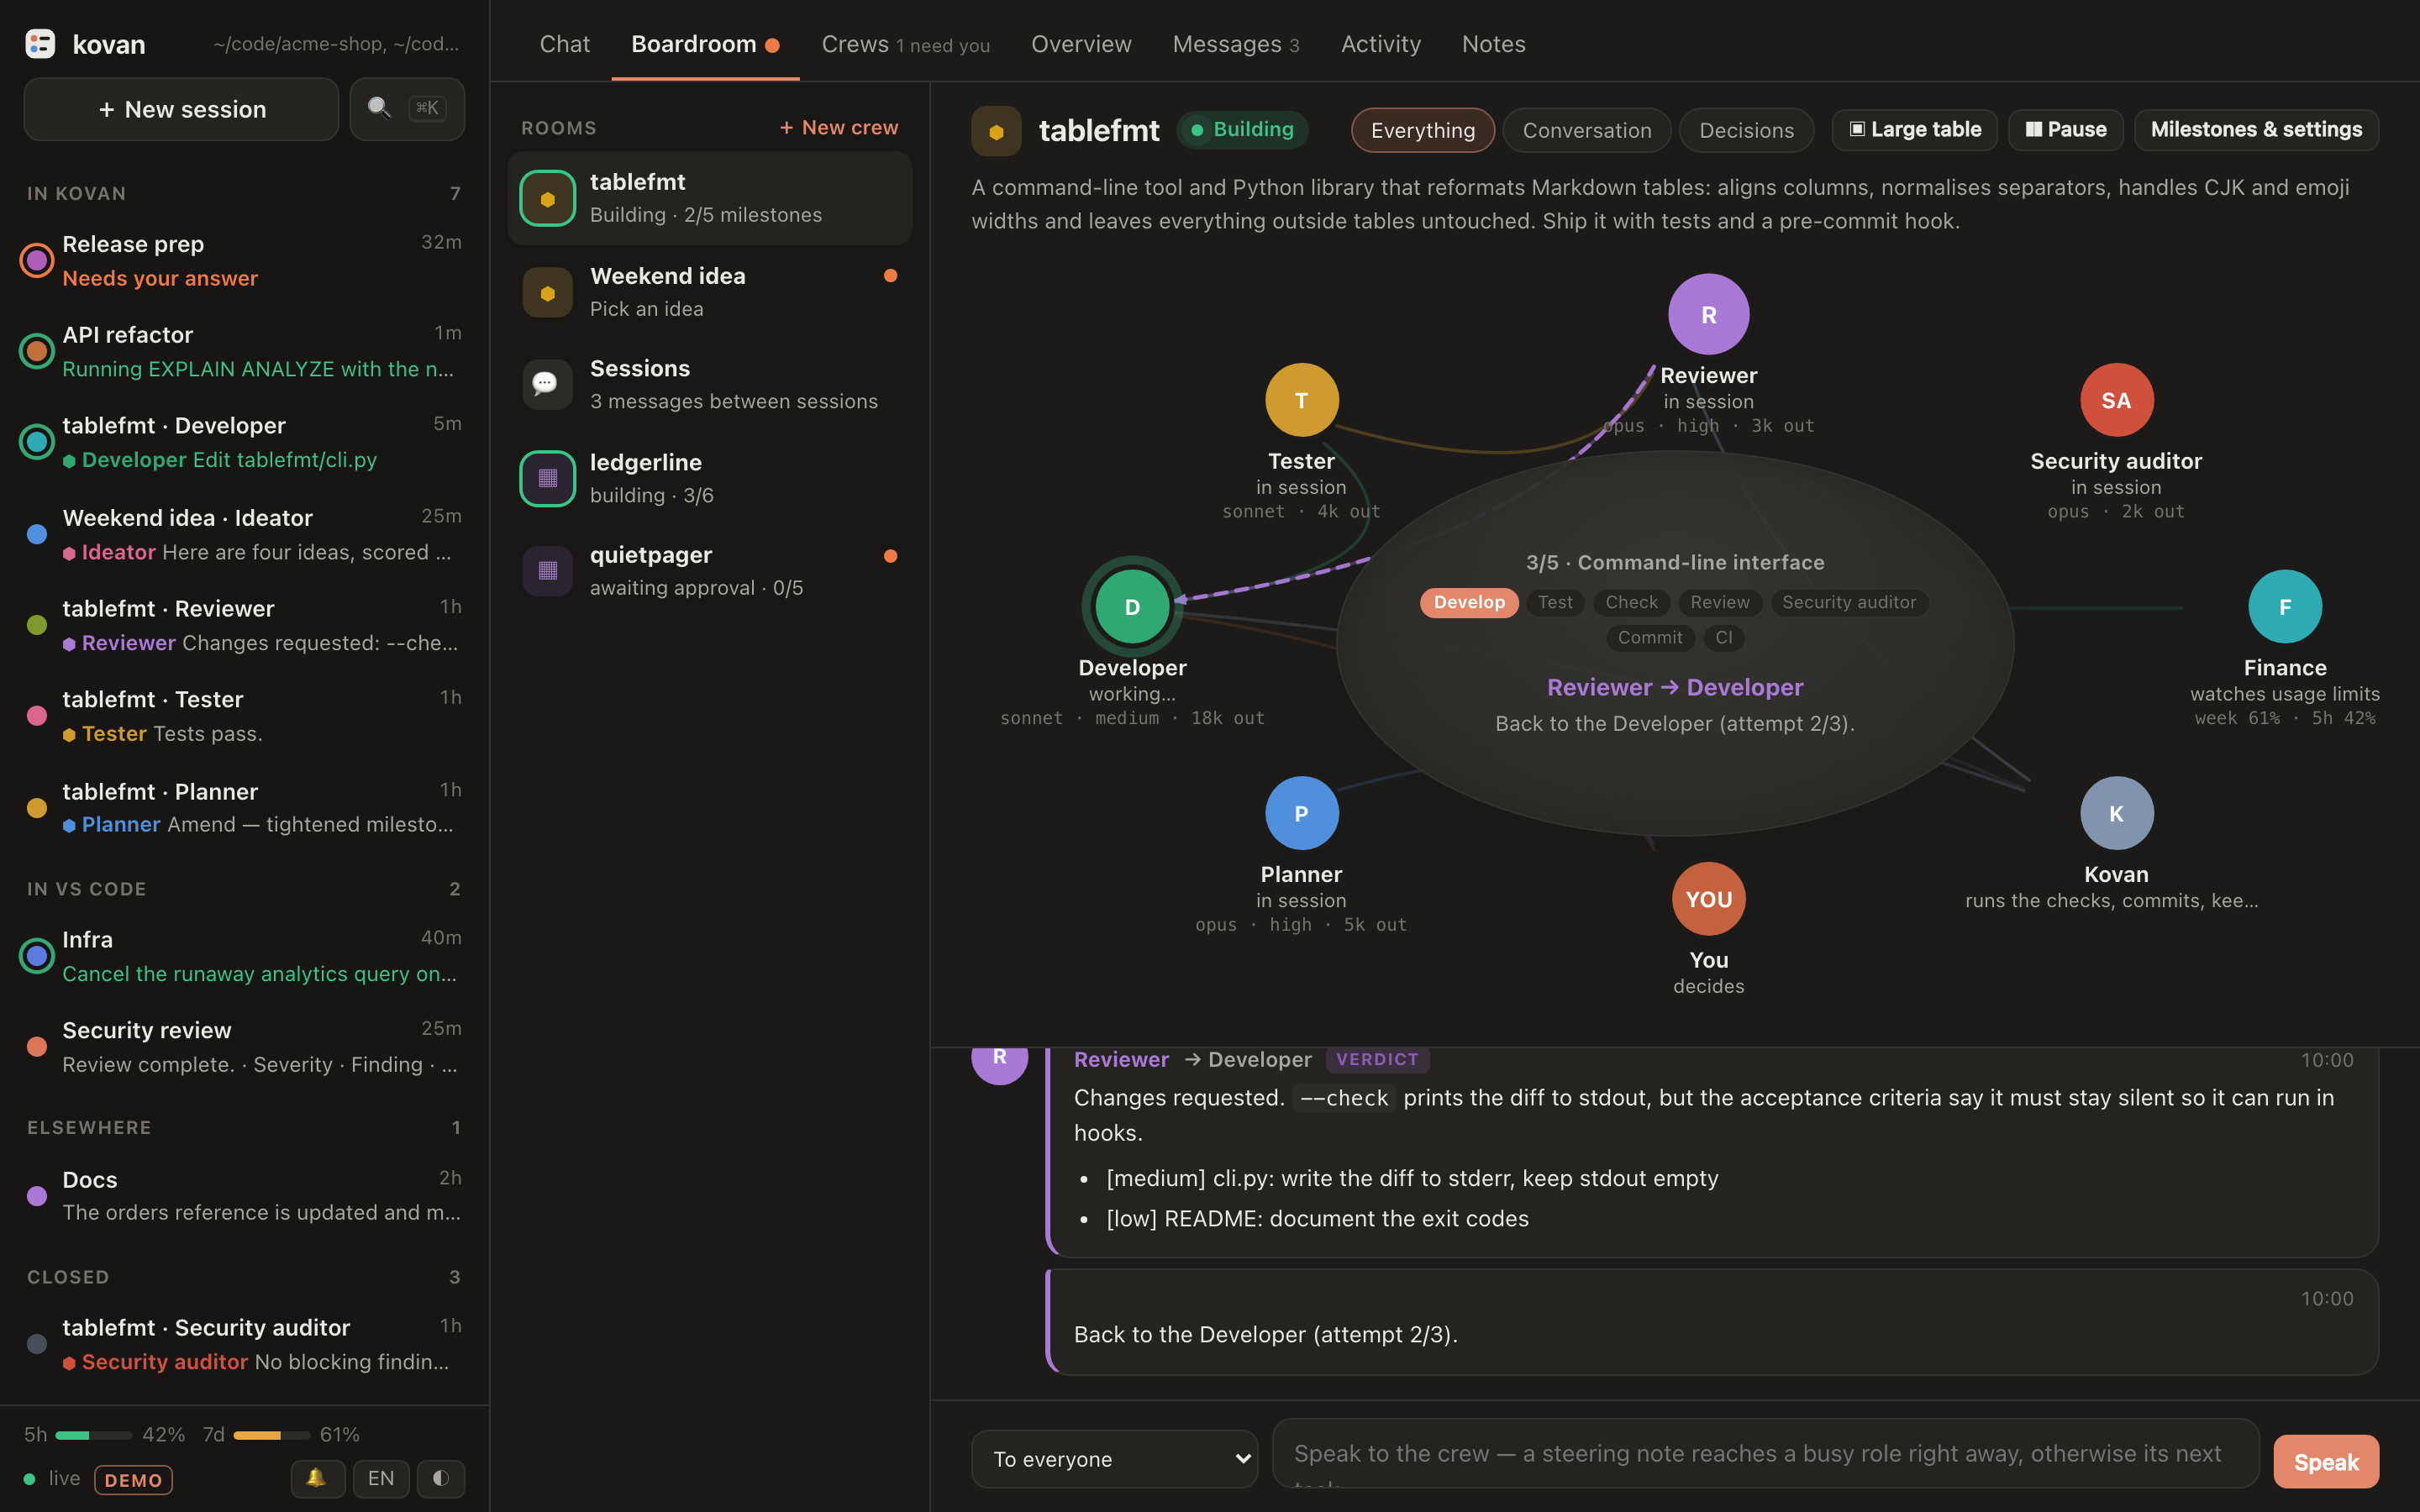 kovan
~/code/acme-shop, ~/cod...
+ New session
⌘K
IN KOVAN 7
Release prep 32m
Needs your answer
API refactor 1m
Running EXPLAIN ANALYZE with the n...
tablefmt · Developer 5m
Developer Edit tablefmt/cli.py
Weekend idea · Ideator 25m
Ideator Here are four ideas, scored ...
tablefmt · Reviewer 1h
Reviewer Changes requested: --che...
tablefmt · Tester 1h
Tester Tests pass.
tablefmt · Planner 1h
Planner Amend — tightened milesto...
IN VS CODE 2
Infra 40m
Cancel the runaway analytics query on...
Security review 25m
Review complete. · Severity · Finding · ...
ELSEWHERE 1
Docs 2h
The orders reference is updated and m...
CLOSED 3
tablefmt · Security auditor 1h
Security auditor No blocking findin...
5h 42% 7d 61%
live DEMO EN
Chat Boardroom Crews 1 need you Overview Messages 3 Activity Notes
ROOMS + New crew
tablefmt
Building · 2/5 milestones
Weekend idea
Pick an idea
Sessions
3 messages between sessions
ledgerline
building · 3/6
quietpager
awaiting approval · 0/5
tablefmt Building Everything Conversation Decisions Large table Pause Milestones & settings
A command-line tool and Python library that reformats Markdown tables: aligns columns, normalises separators, handles CJK and emoji
widths and leaves everything outside tables untouched. Ship it with tests and a pre-commit hook.
R
Reviewer
in session
opus · high · 3k out
T
Tester
in session
sonnet · 4k out
SA
Security auditor
in session
opus · 2k out
D
Developer
working...
sonnet · medium · 18k out
3/5 · Command-line interface
Develop Test Check Review Security auditor
Commit CI
Reviewer → Developer
Back to the Developer (attempt 2/3).
F
Finance
watches usage limits
week 61% · 5h 42%
P
Planner
in session
opus · high · 5k out
YOU
You
decides
K
Kovan
runs the checks, commits, kee...
R
Reviewer → Developer VERDICT 10:00
Changes requested. --check prints the diff to stdout, but the acceptance criteria say it must stay silent so it can run in
hooks.
• [medium] cli.py: write the diff to stderr, keep stdout empty
• [low] README: document the exit codes
10:00
Back to the Developer (attempt 2/3).
To everyone
Speak to the crew — a steering note reaches a busy role right away, otherwise its next
Speak